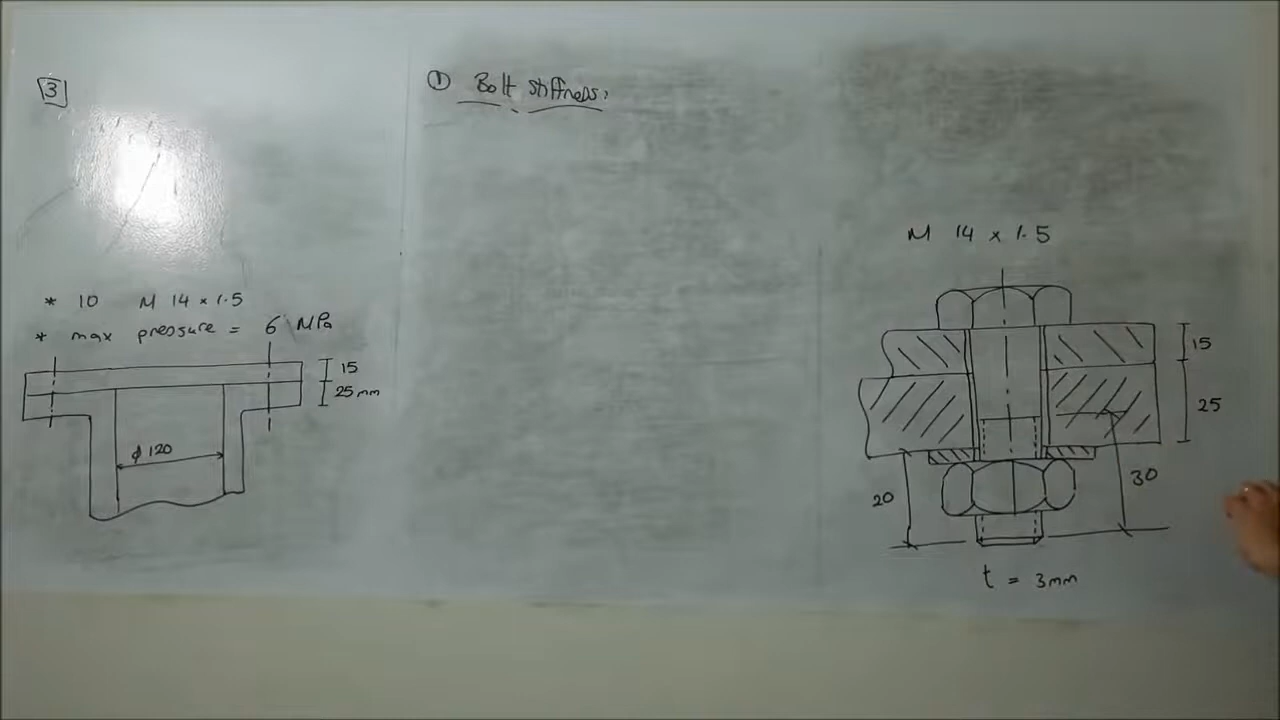 3
* 10 M 14 × 1.5
* max pressure = 6 MPa
15
25 mm
ϕ 120
① Bolt stiffness:
M 14 × 1.5
15
25
20
30
t = 3mm